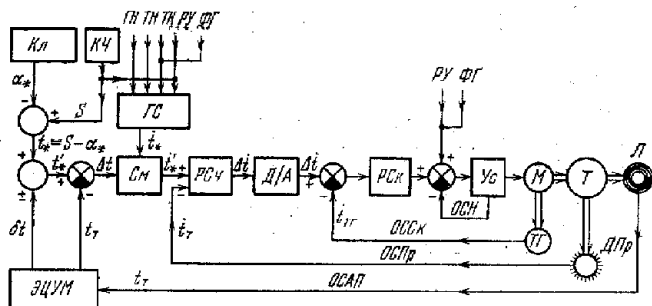 ГН ТН ТК РУ ФГ
Кл
КЧ
α*
S
ГС
РУ ФГ
t*=S-α*
ṫ*
Л
t'*
Δt
См
ṫ'*
РСч
Δṫ
Д/А
Δṫ
РСк
Ус
М
Т
ОСН
ṫтг
ОССк
ТГ
ДПр
δt
tт
ṫт
ОСПр
ЭЦУМ
tт
ОСАП